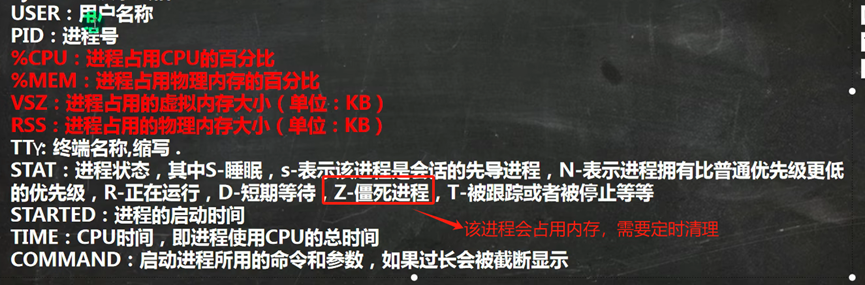 USER：用户名称
PID：进程号
%CPU：进程占用CPU的百分比
%MEM：进程占用物理内存的百分比
VSZ：进程占用的虚拟内存大小（单位：KB）
RSS：进程占用的物理内存大小（单位：KB）
TTY: 终端名称,缩写 .
STAT：进程状态，其中S-睡眠，s-表示该进程是会话的先导进程，N-表示进程拥有比普通优先级更低
的优先级，R-正在运行，D-短期等待，Z-僵死进程，T-被跟踪或者被停止等等
STARTED：进程的启动时间
该进程会占用内存，需要定时清理
TIME：CPU时间，即进程使用CPU的总时间
COMMAND：启动进程所用的命令和参数，如果过长会被截断显示